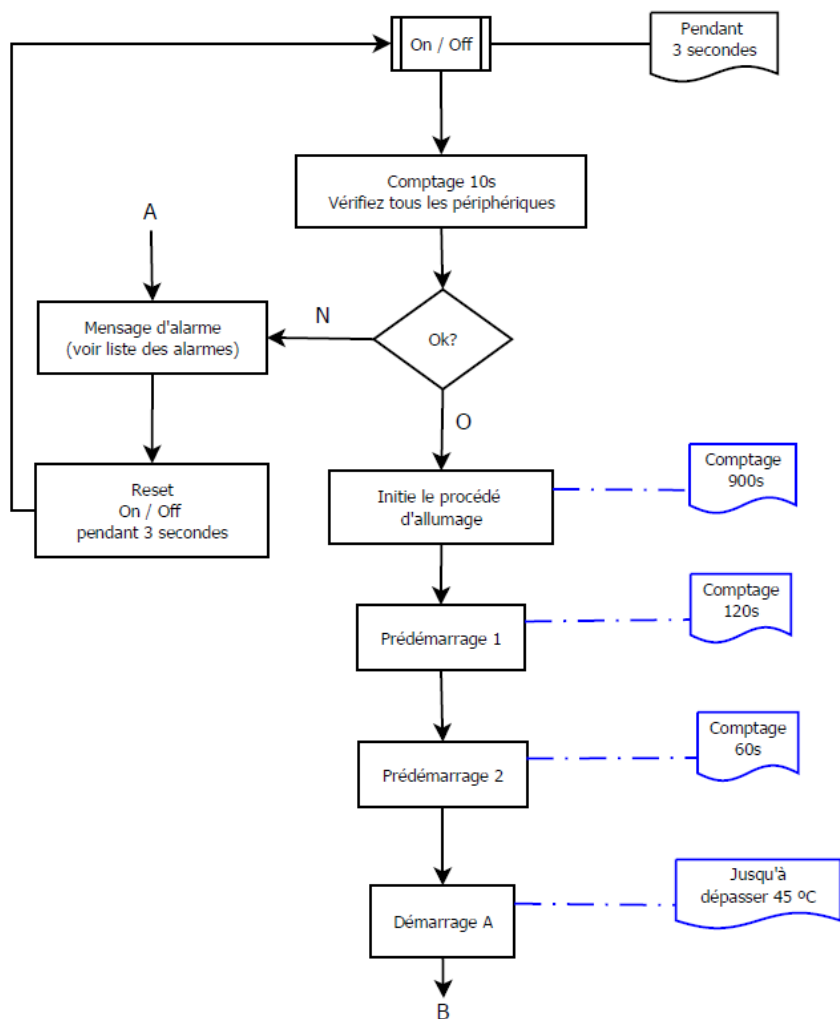 On / Off
Pendant
3 secondes
Comptage 10s
Vérifiez tous les périphériques
A
Mensage d'alarme
(voir liste des alarmes)
N
Ok?
O
Reset
On / Off
pendant 3 secondes
Initie le procédé
d'allumage
Comptage
900s
Prédémarrage 1
Comptage
120s
Prédémarrage 2
Comptage
60s
Démarrage A
Jusqu'à
dépasser 45 ºC
B